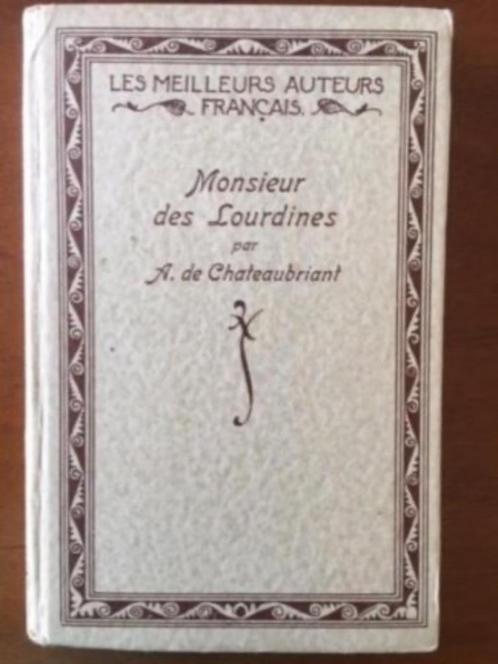 LES MEILLEURS AUTEURS
FRANÇAIS.
Monsieur
des Lourdines
par
A. de Chateaubriant